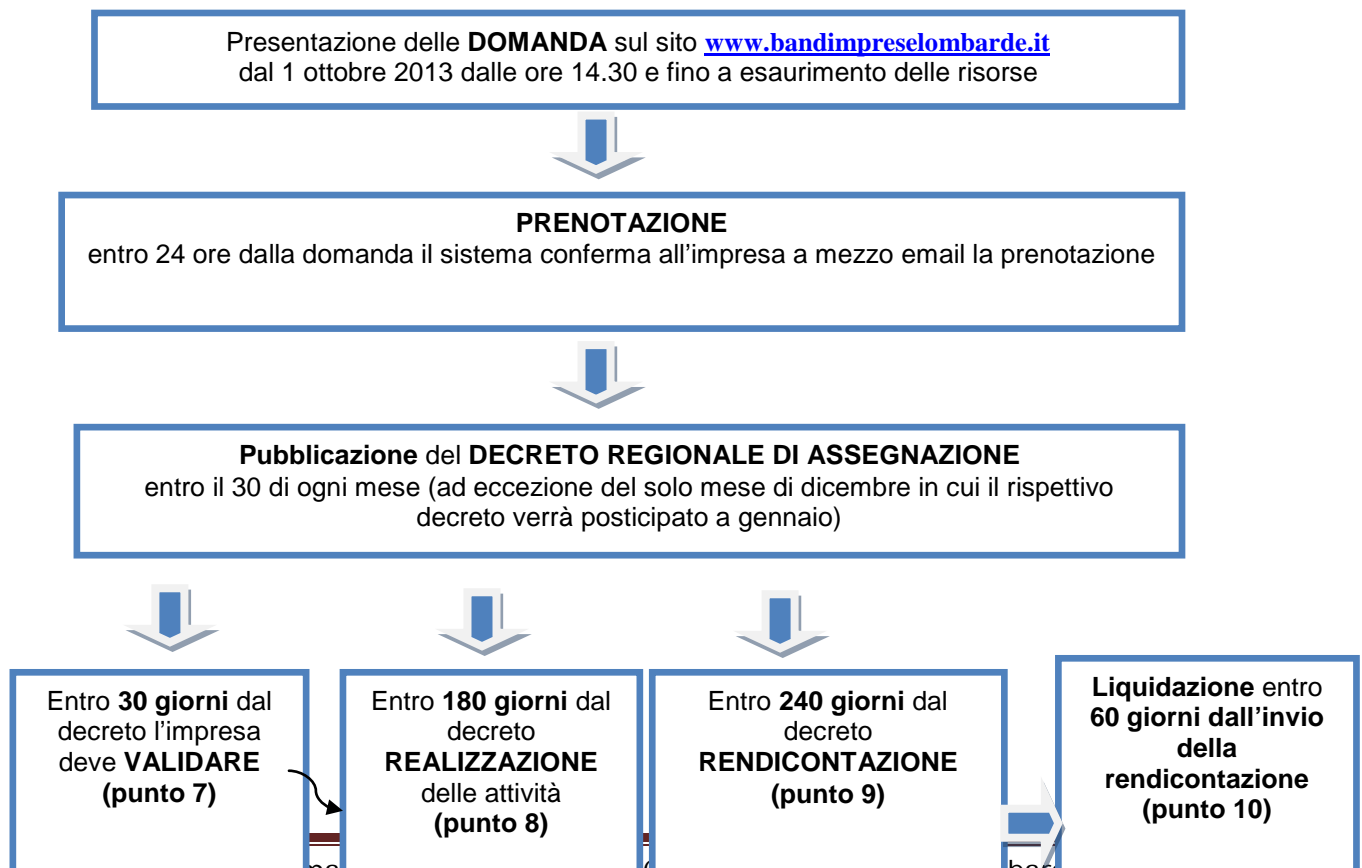 Presentazione delle DOMANDA sul sito www.bandimpreselombarde.it
dal 1 ottobre 2013 dalle ore 14.30 e fino a esaurimento delle risorse
PRENOTAZIONE
entro 24 ore dalla domanda il sistema conferma all'impresa a mezzo email la prenotazione
Pubblicazione del DECRETO REGIONALE DI ASSEGNAZIONE
entro il 30 di ogni mese (ad eccezione del solo mese di dicembre in cui il rispettivo
decreto verrà posticipato a gennaio)
Entro 30 giorni dal
decreto l'impresa
deve VALIDARE
(punto 7)
Entro 180 giorni dal
decreto
REALIZZAZIONE
delle attività
(punto 8)
Entro 240 giorni dal
decreto
RENDICONTAZIONE
(punto 9)
Liquidazione entro
60 giorni dall'invio
della
rendicontazione
(punto 10)